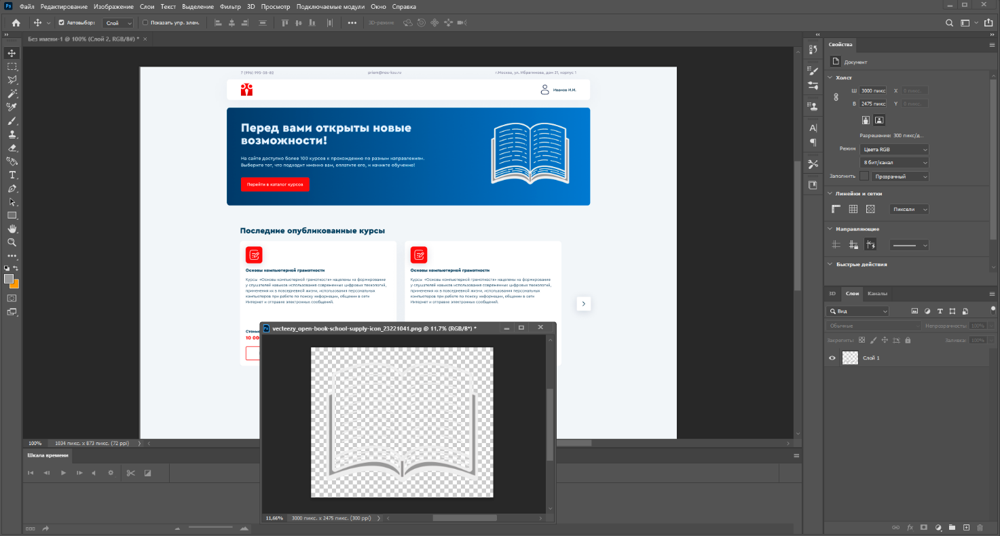 Файл Редактирование Изображение Слои Текст Выделение Фильтр 3D Просмотр Подключаемые модули Окно Справка
Автовыбор: Слой Показать упр. элем. 3D-режим:
Без имени-1 @ 100% (Слой 2, RGB/8#) *
7 (996) 995-38-82 priem@nou-kso.ru г.Москва, ул. Ибрагимова, дом 31, корпус 1
Иванов И.И.
Перед вами открыты новые
возможности!
На сайте доступно более 100 курсов к прохождению по разным направлениям.
Выберите тот, что подходит именно вам, оплатите его, и начните обучение!
Перейти в каталог курсов
Последние опубликованные курсы
Основы компьютерной грамотности
Курсы «Основы компьютерной грамотности» нацелены на формирование
у слушателей навыков использования современных цифровых технологий,
применения их в повседневной жизни, использования персональных
компьютеров при работе по поиску информации, общении в сети
Интернет и отправке электронных сообщений.
Основы компьютерной грамотности
Курсы «Основы компьютерной грамотности» нацелены на формирование
у слушателей навыков использования современных цифровых технологий,
применения их в повседневной жизни, использования персональных
компьютеров при работе по поиску информации, общении в сети
Интернет и отправке электронных сообщений.
10 00
vecteezy_open-book-school-supply-icon_23221041.png @ 11,7% (RGB/8*) *
11,66% 3000 пикс. x 2475 пикс. (300 ppi)
100% 1034 пикс. x 873 пикс. (72 ppi)
Шкала времени
Свойства
Документ
Холст
Ш 3000 пикс X 0 пикс.
В 2475 пикс Y 0 пикс.
Разрешение: 300 пикс/д...
Режим Цвета RGB
8 бит/канал
Заполнить Прозрачный
Линейки и сетки
Пиксели
Направляющие
Быстрые действия
3D Слои Каналы
Вид
Обычные Непрозрачность: 100%
Закрепить: Заливка: 100%
Слой 1